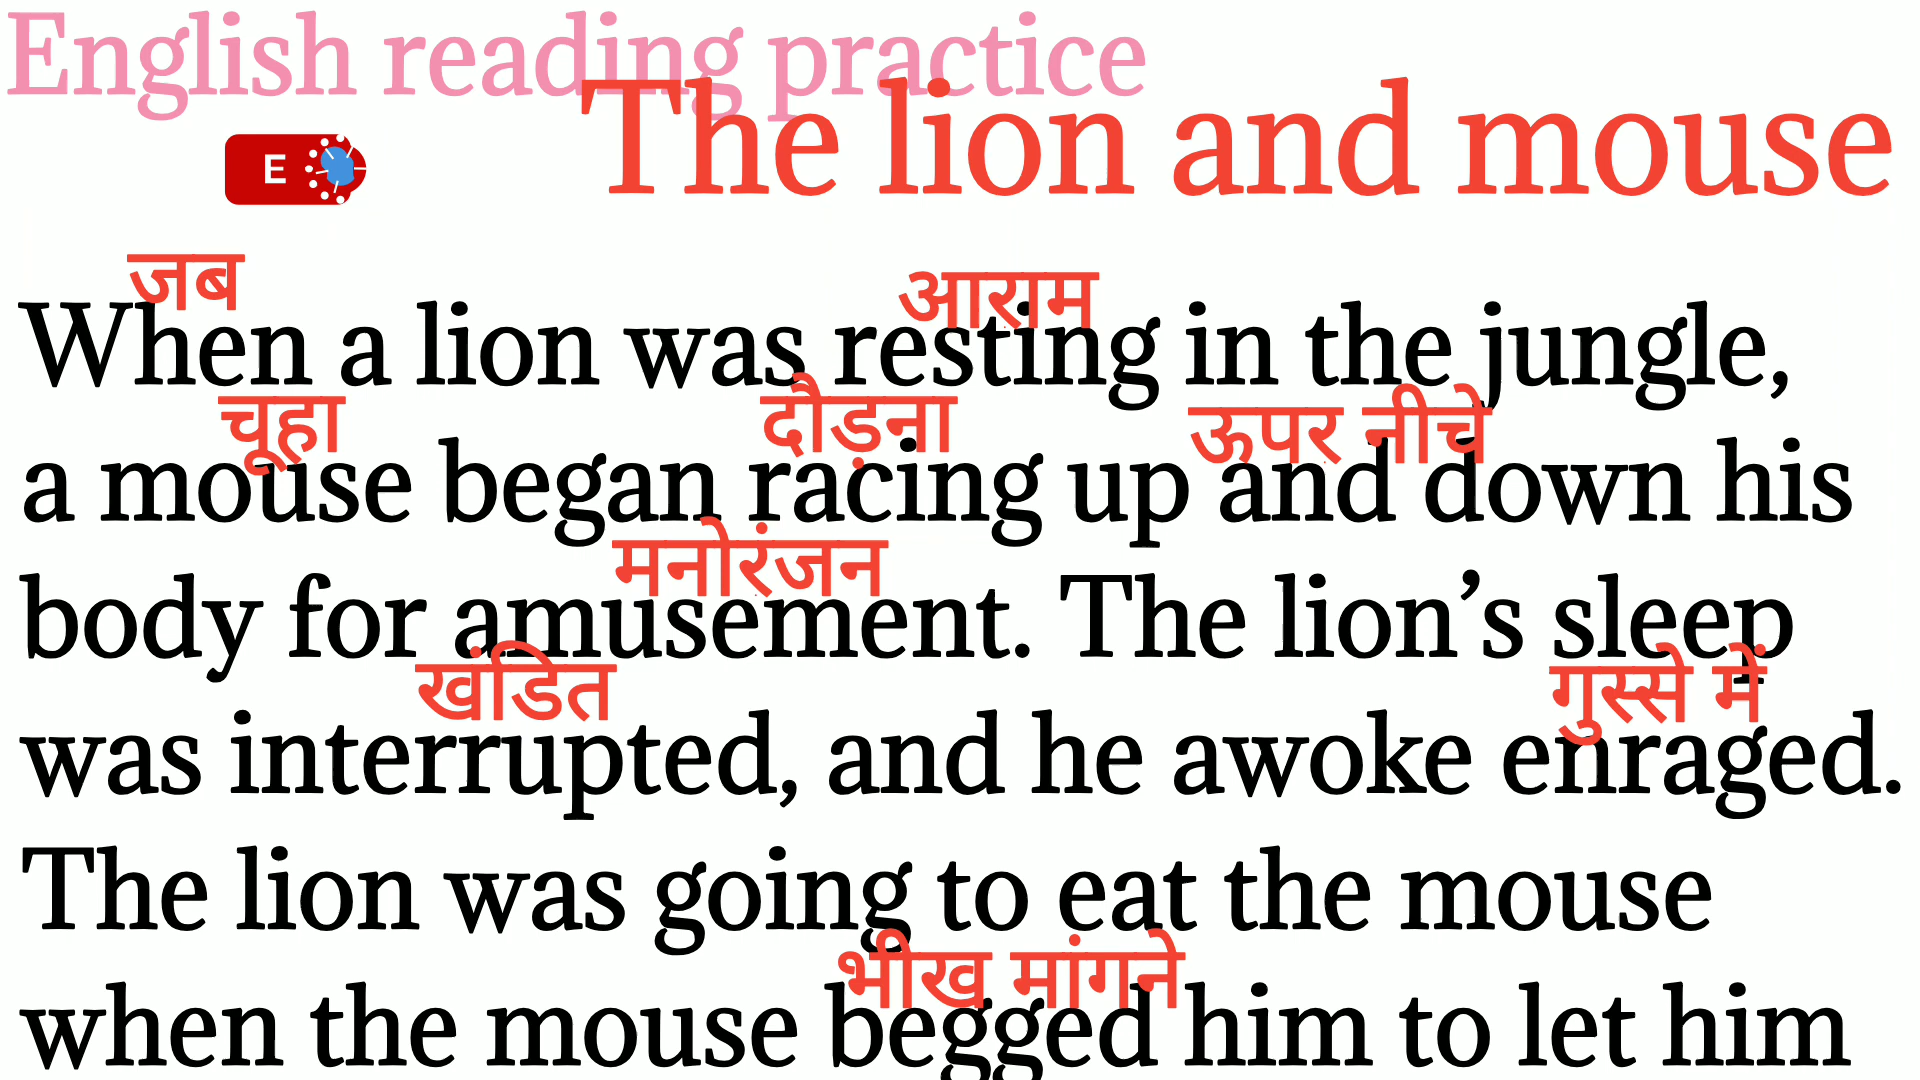 English reading practice
The lion and mouse
E
जब आराम
When a lion was resting in the jungle,
चूहा दौड़ना ऊपर नीचे
a mouse began racing up and down his
मनोरंजन
body for amusement. The lion’s sleep
खंडित गुस्से में
was interrupted, and he awoke enraged.
The lion was going to eat the mouse
भीख मांगने
when the mouse begged him to let him